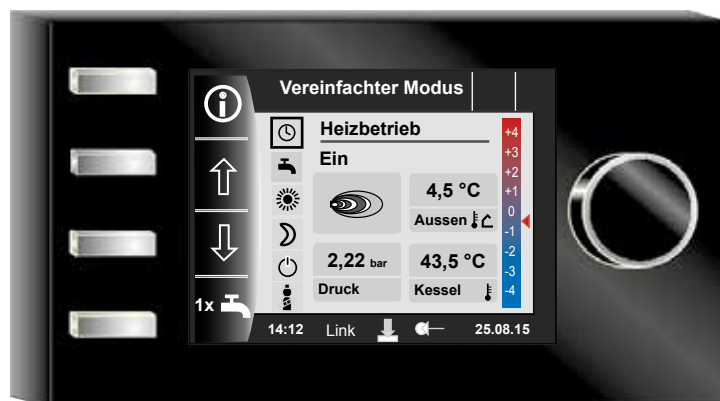 Vereinfachter Modus
Heizbetrieb
Ein
4,5 °C
Aussen
2,22 bar
43,5 °C
Druck
Kessel
+4
+3
+2
+1
0
-1
-2
-3
-4
1x
14:12 Link 25.08.15